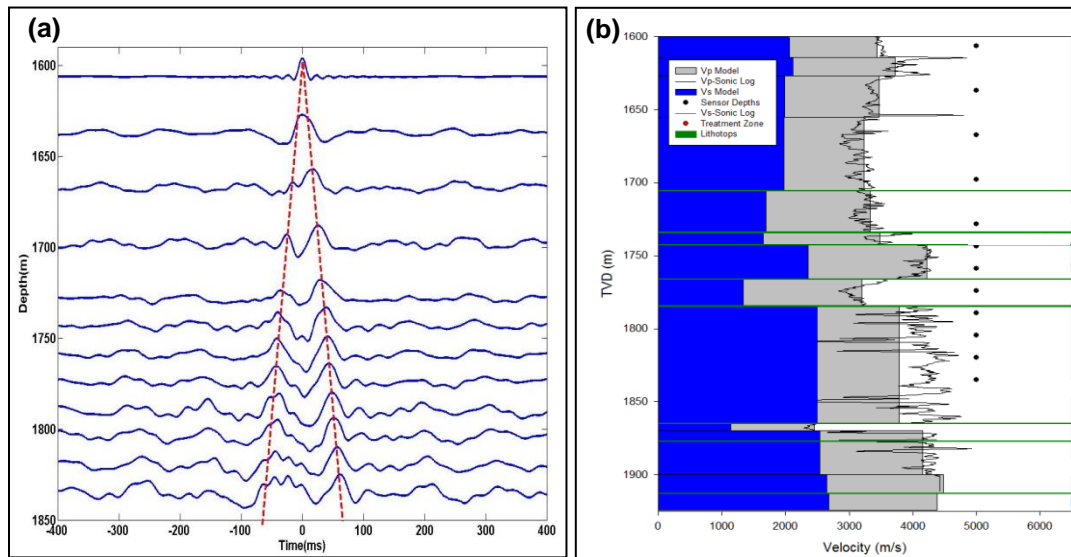 (a)
1600
1650
1700
1750
1800
1850
Depth(m)
-400 -300 -200 -100 0 100 200 300 400
Time(ms)
(b)
1600
1650
1700
1750
1800
1850
1900
TVD (m)
Vp Model
Vp-Sonic Log
Vs Model
Sensor Depths
Vs-Sonic Log
Treatment Zone
Lithotops
0 1000 2000 3000 4000 5000 6000
Velocity (m/s)